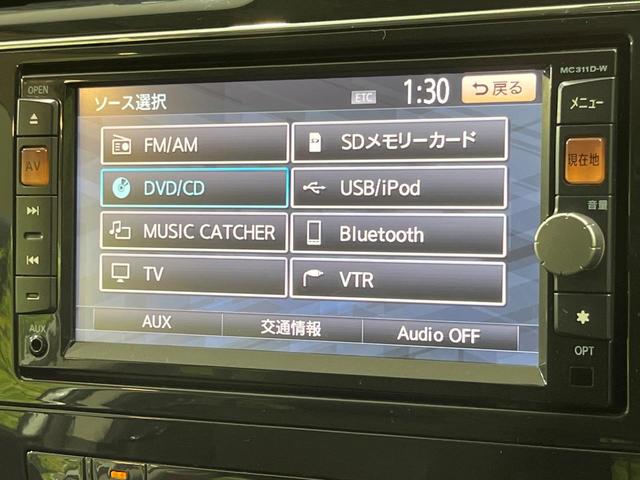 OPEN
MC311D-W
ソース選択
ETC
1:30
戻る
メニュー
AV
FM/AM
SDメモリーカード
現在地
DVD/CD
USB/iPod
音量
MUSIC CATCHER
Bluetooth
TV
VTR
AUX
AUX
交通情報
Audio OFF
OPT